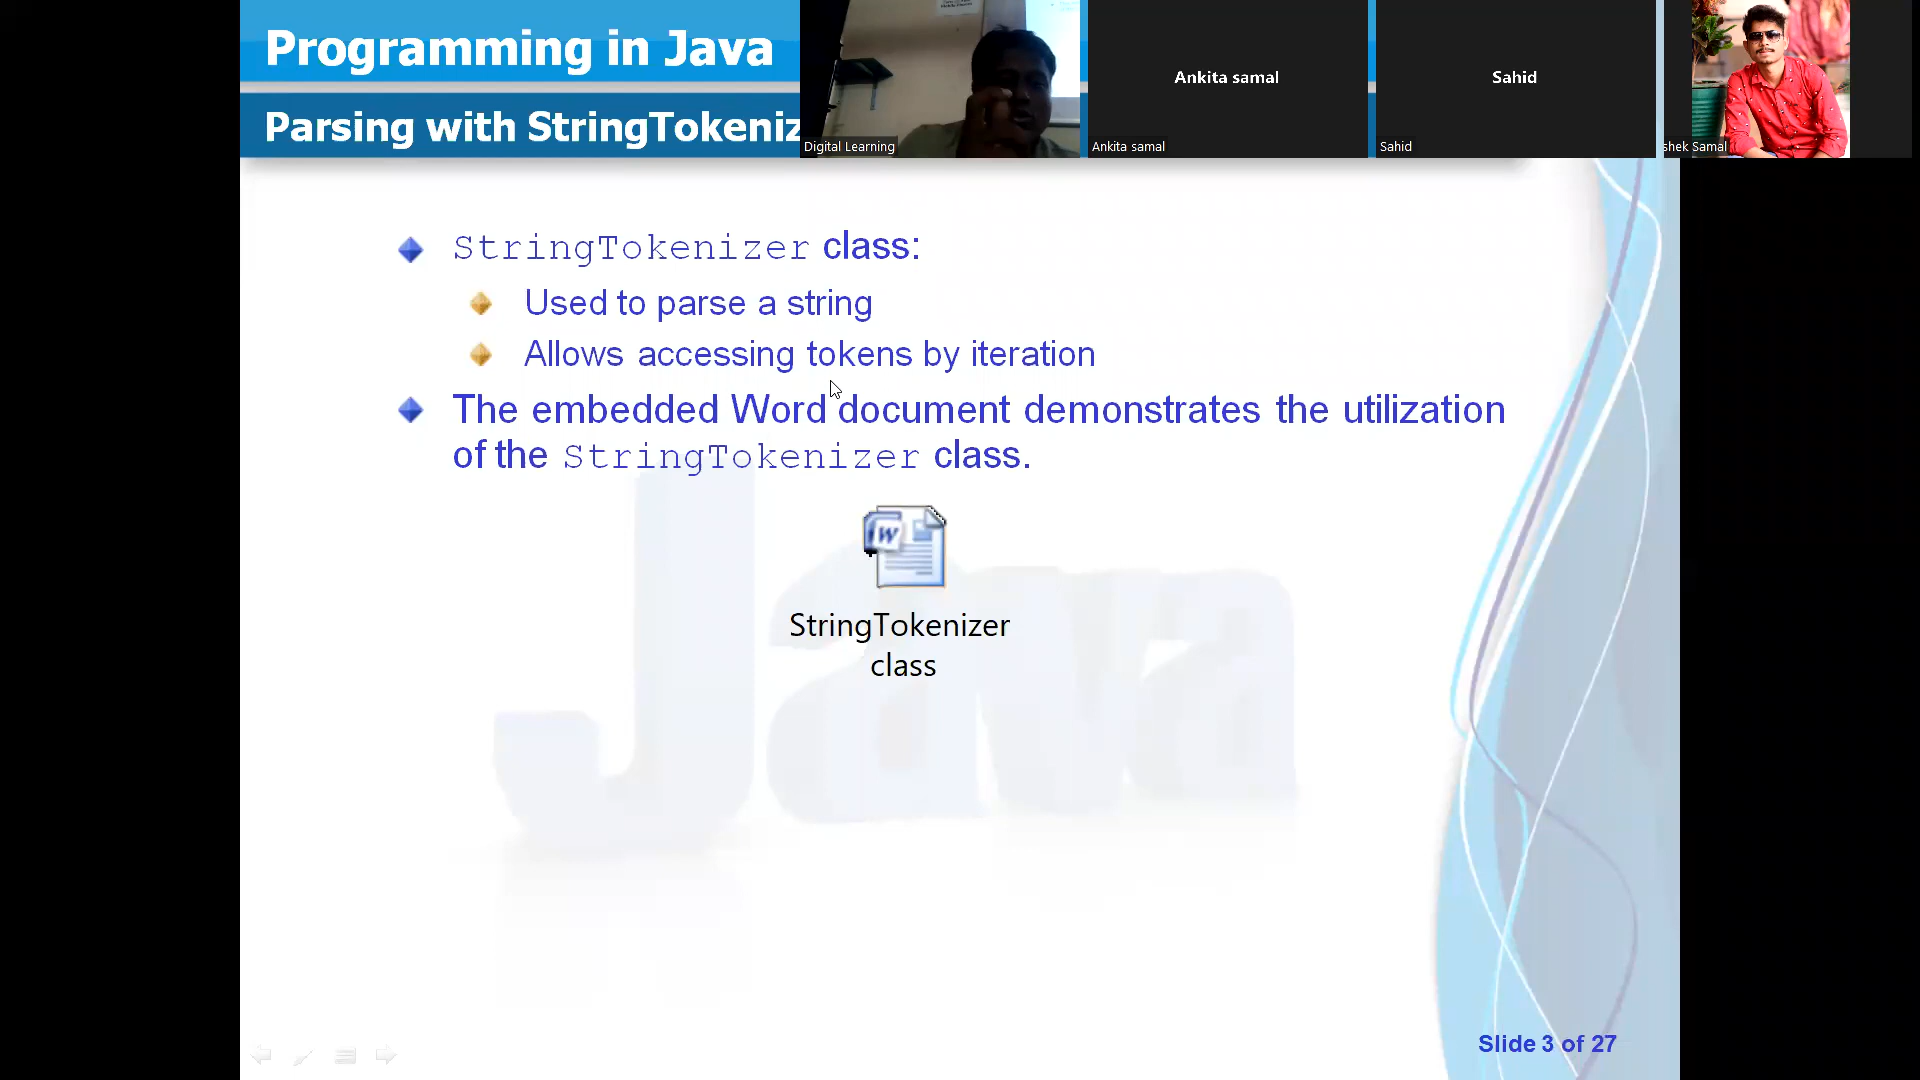 Programming in Java
Parsing with StringTokeniz
Digital Learning
Ankita samal
Ankita samal
Sahid
Sahid
shek Samal
StringTokenizer class:
Used to parse a string
Allows accessing tokens by iteration
The embedded Word document demonstrates the utilization
of the StringTokenizer class.
W
StringTokenizer
class
Slide 3 of 27